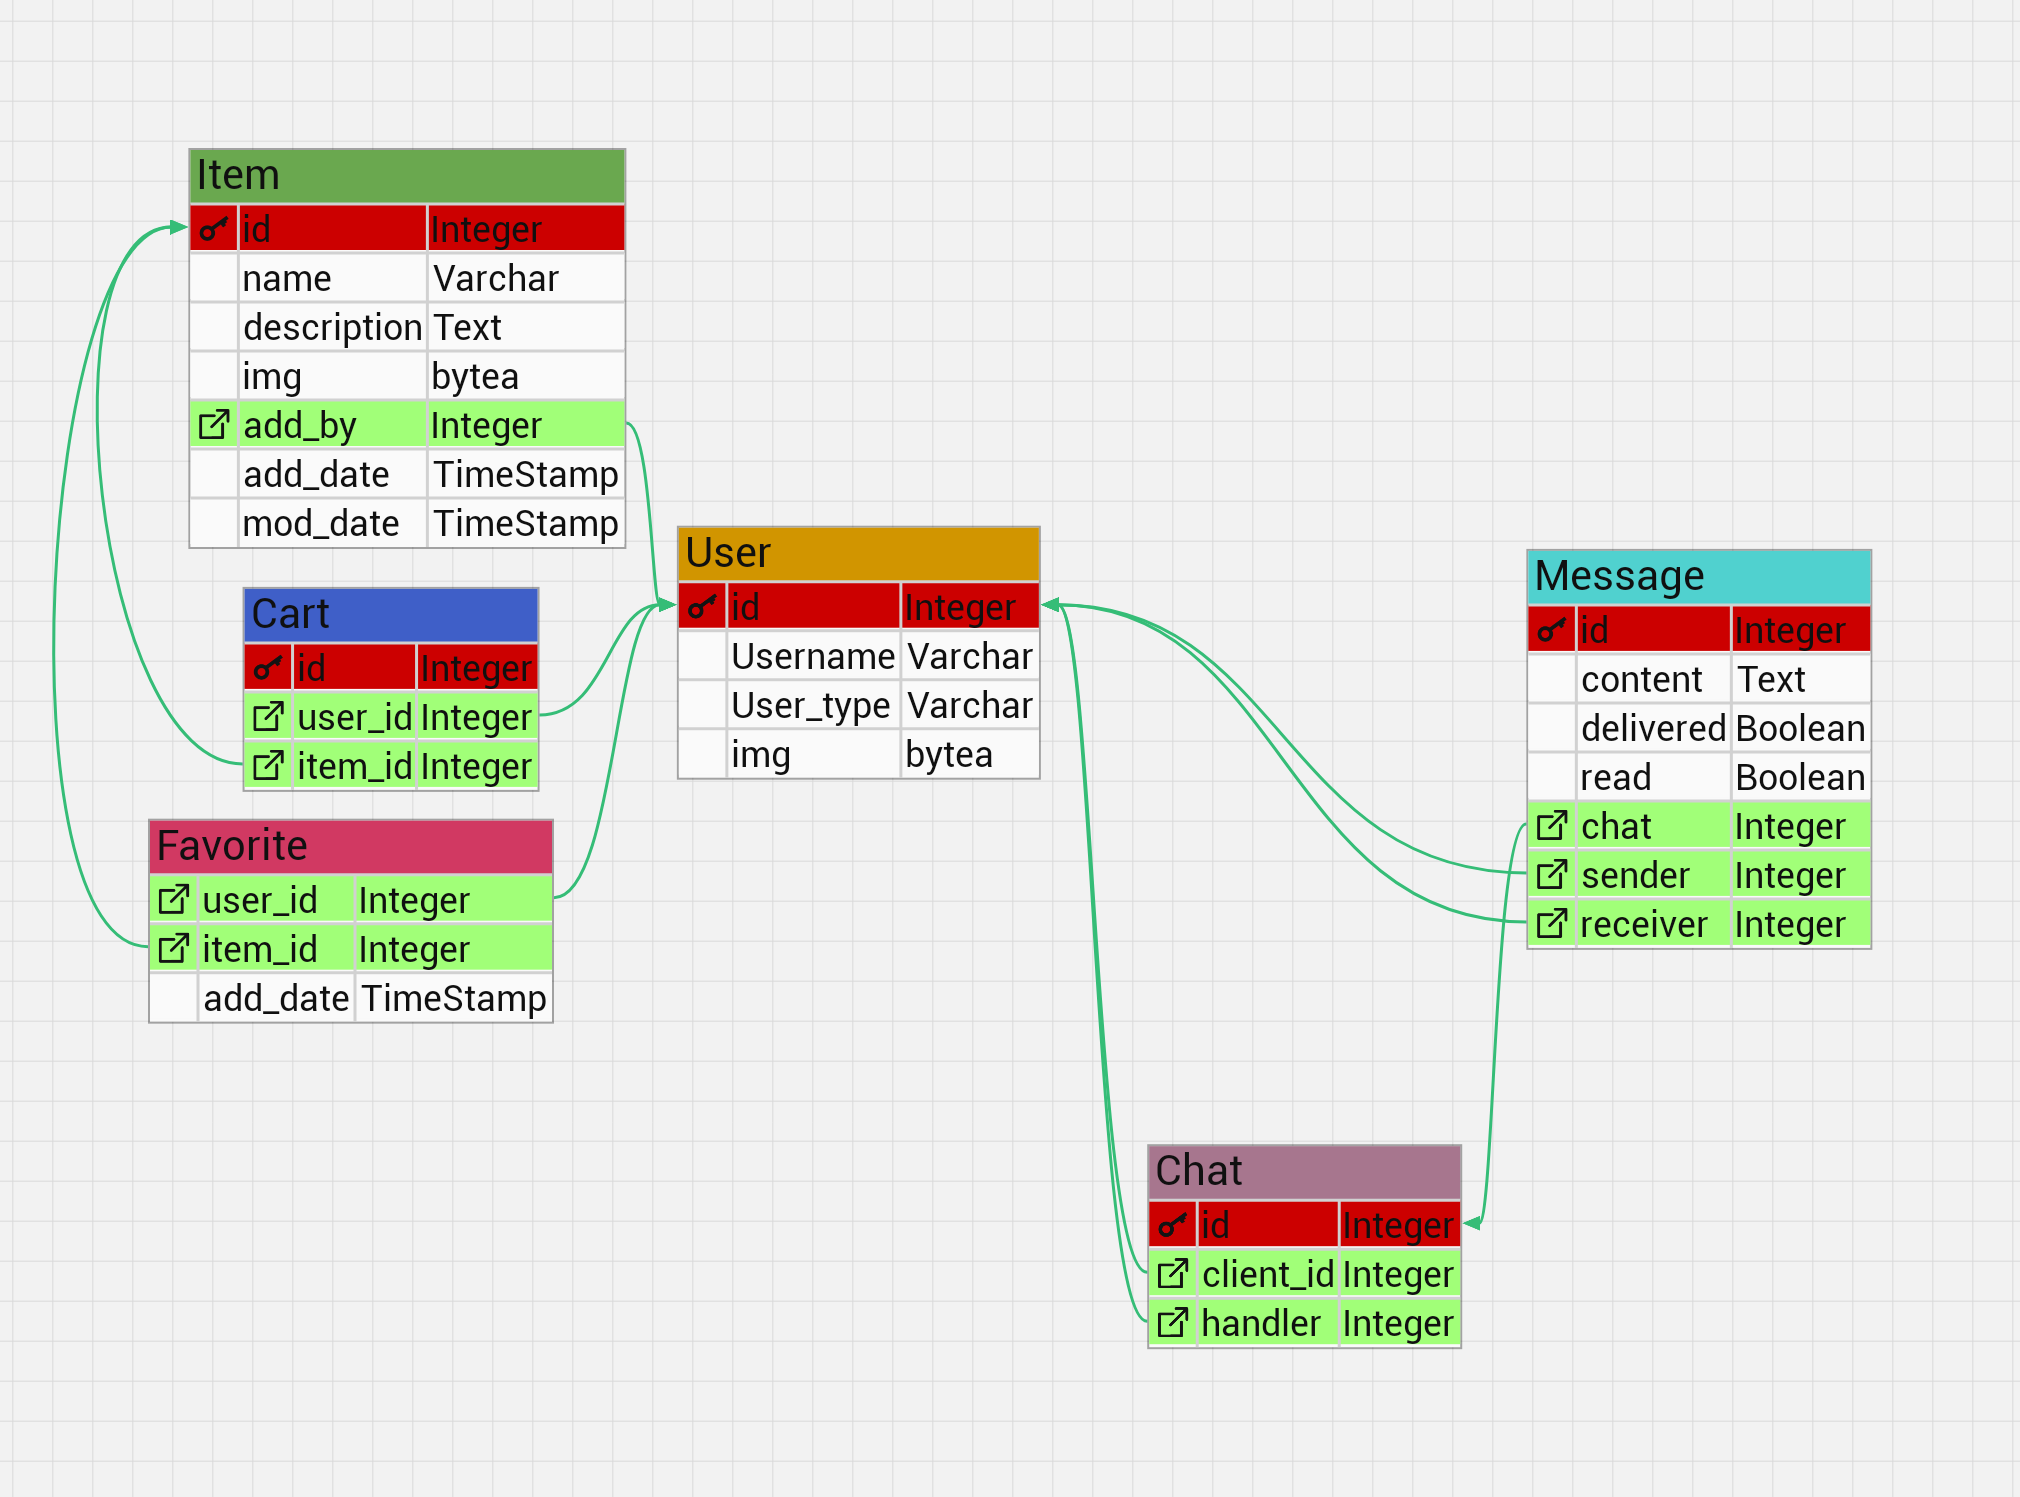 Item
id Integer
name Varchar
description Text
img bytea
add_by Integer
add_date TimeStamp
mod_date TimeStamp
Cart
id Integer
user_id Integer
item_id Integer
Favorite
user_id Integer
item_id Integer
add_date TimeStamp
User
id Integer
Username Varchar
User_type Varchar
img bytea
Message
id Integer
content Text
delivered Boolean
read Boolean
chat Integer
sender Integer
receiver Integer
Chat
id Integer
client_id Integer
handler Integer